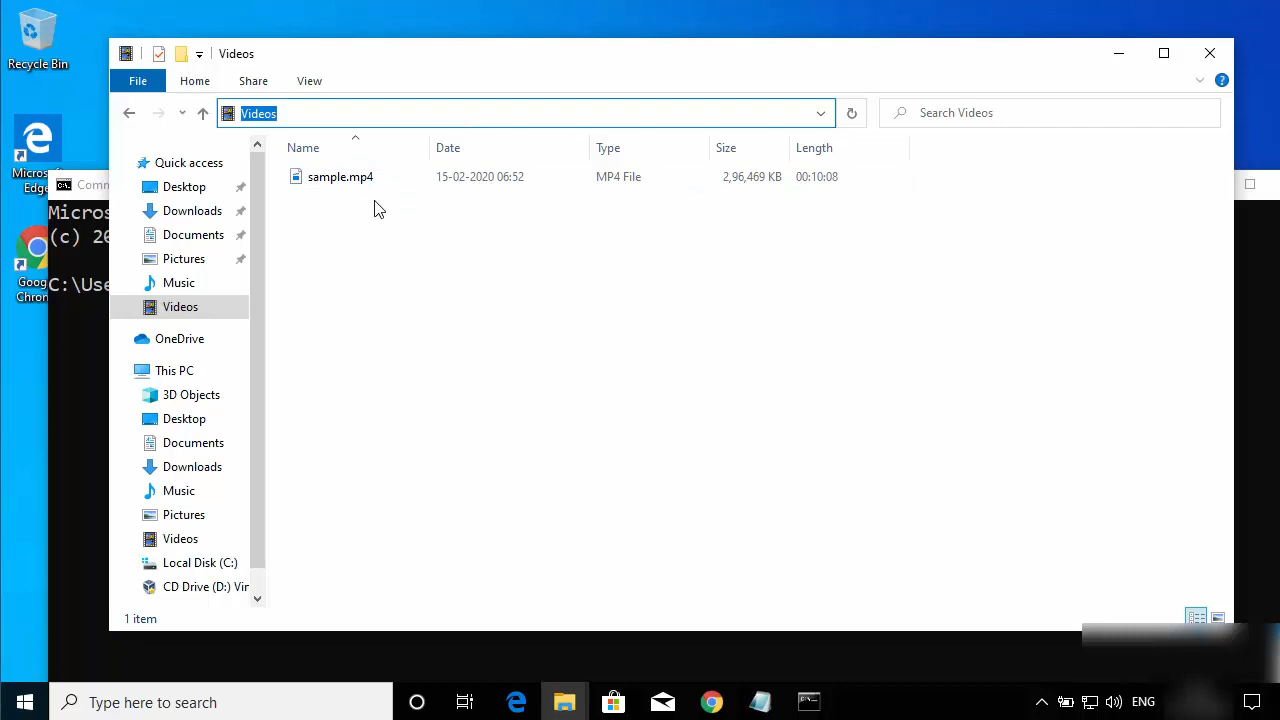 Recycle Bin
Micros
Edge
Goog
Chron
Comm
Micros
(c) 20
C:\Use
Videos
File Home Share View
Videos
Search Videos
Name Date Type Size Length
sample.mp4 15-02-2020 06:52 MP4 File 2,96,469 KB 00:10:08
Quick access
Desktop
Downloads
Documents
Pictures
Music
Videos
OneDrive
This PC
3D Objects
Desktop
Documents
Downloads
Music
Pictures
Videos
Local Disk (C:)
CD Drive (D:) Vir
1 item
Type here to search
ENG